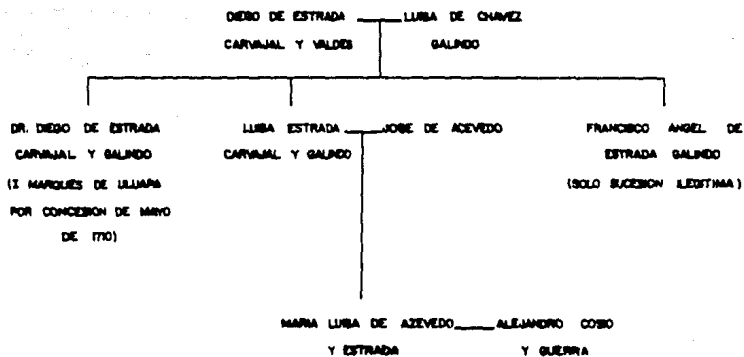 DIEGO DE ESTRADA LUISA DE CHAVEZ
CARVAJAL Y VALDES GALINDO
DR. DIEGO DE ESTRADA LUISA ESTRADA JOSE DE ACEVEDO FRANCISCO ANGEL DE
CARVAJAL Y GALINDO CARVAJAL Y GALINDO ESTRADA GALINDO
(I MARQUES DE ULUAPA (SOLO SUCESION ILEGITIMA)
POR CONCESION DE MAYO
DE 1710)
MARIA LUISA DE AZEVEDO ALEJANDRO COSIO
Y ESTRADA Y GUERRA